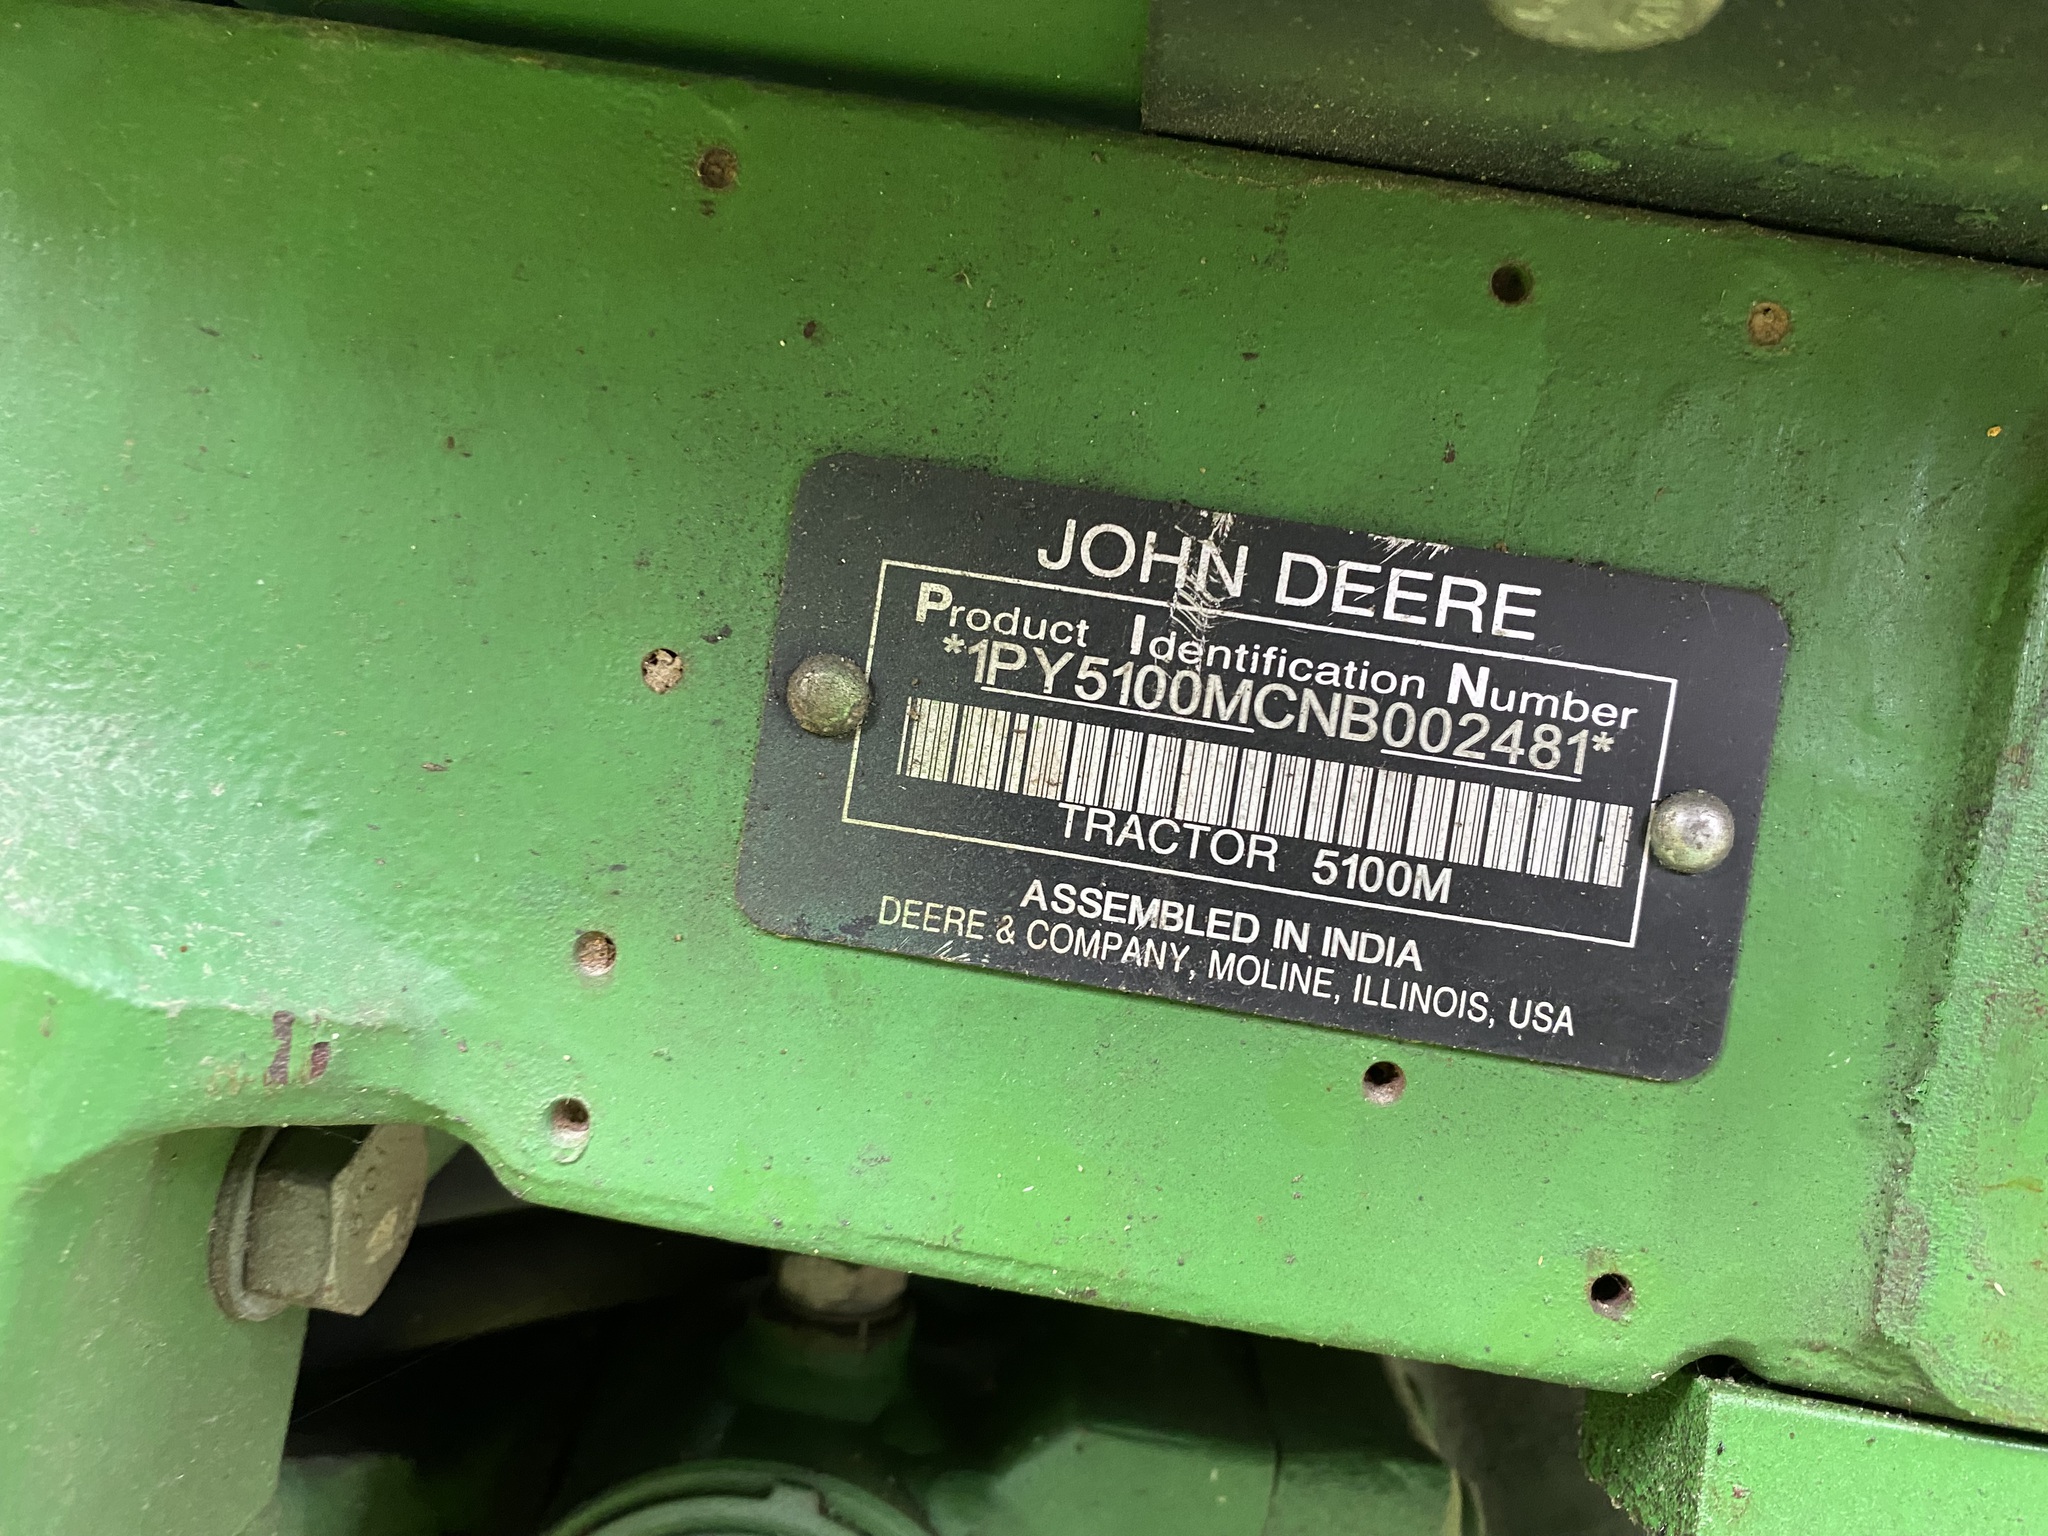 JOHN DEERE
Product Identification Number
*1PY5100MCNB002481*
TRACTOR 5100M
ASSEMBLED IN INDIA
DEERE & COMPANY, MOLINE, ILLINOIS, USA